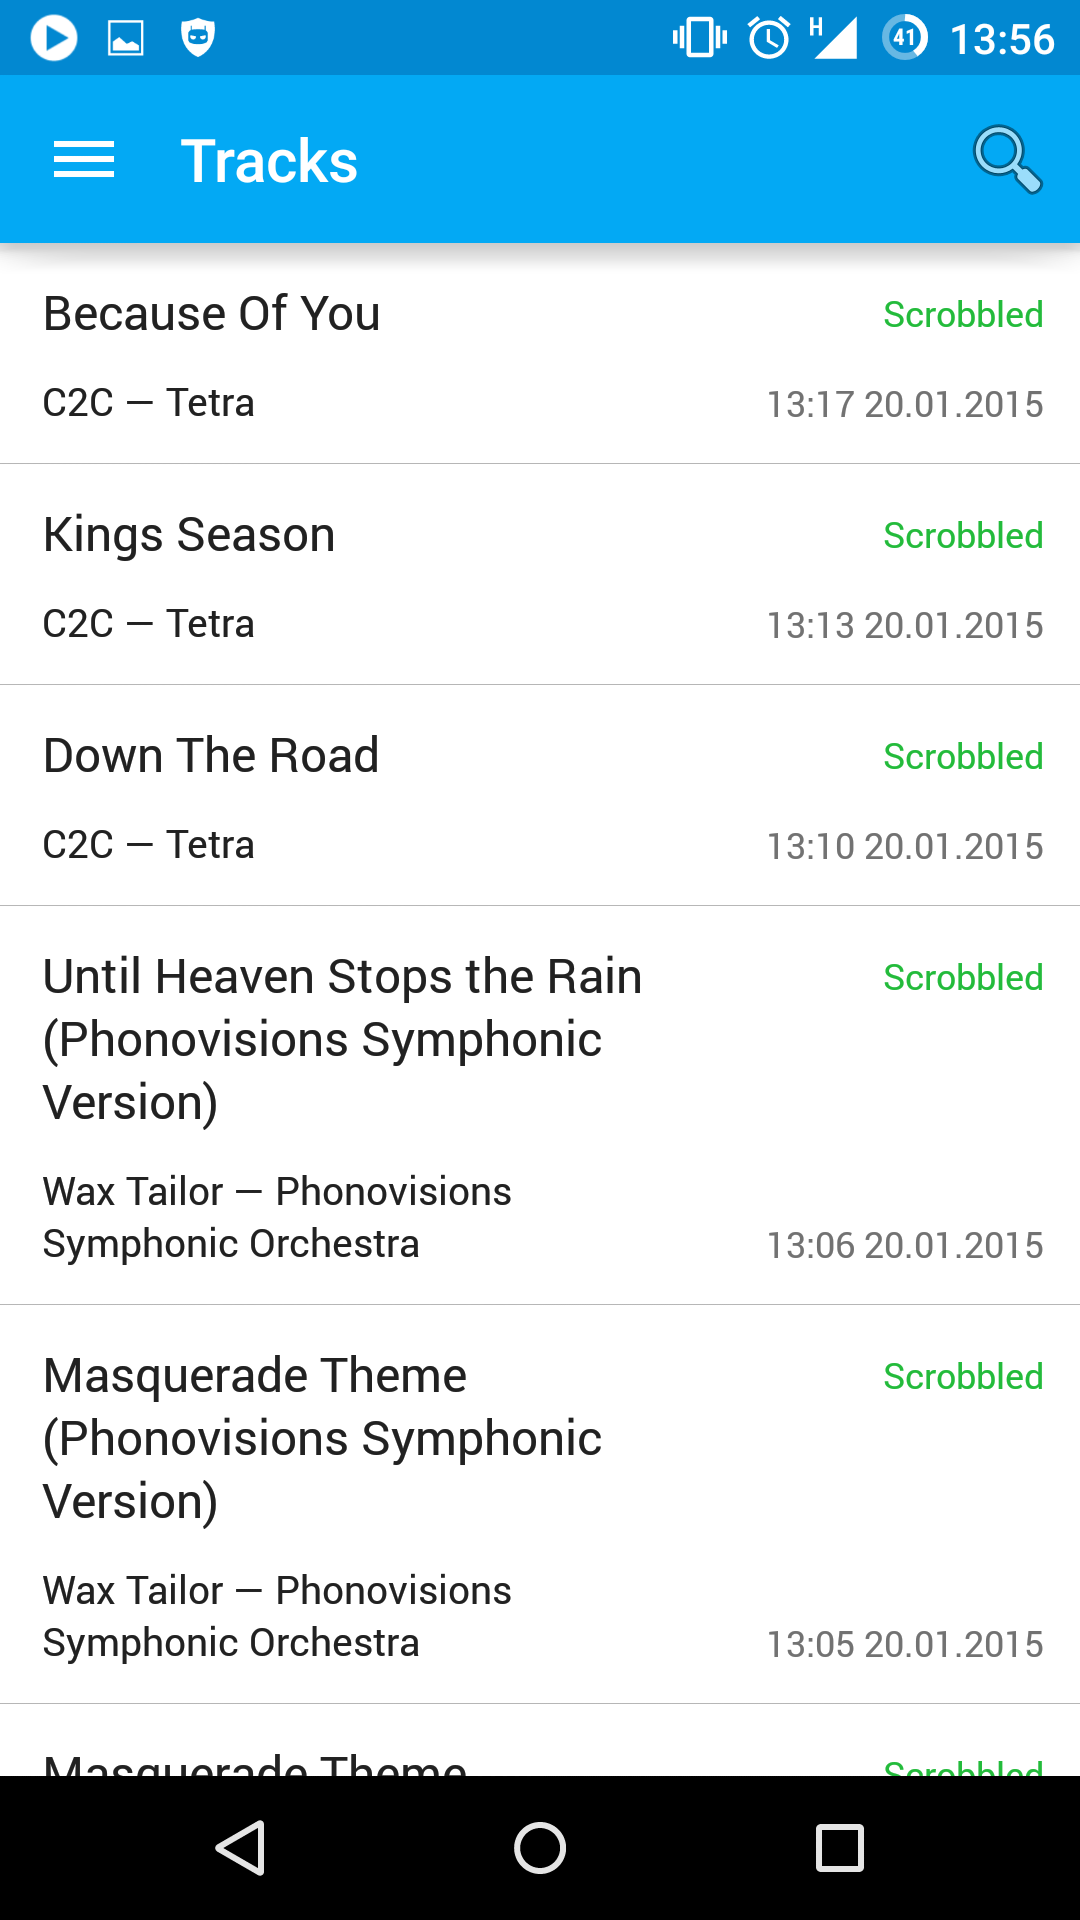 H 41 13:56
Tracks
Because Of You Scrobbled
C2C — Tetra 13:17 20.01.2015
Kings Season Scrobbled
C2C — Tetra 13:13 20.01.2015
Down The Road Scrobbled
C2C — Tetra 13:10 20.01.2015
Until Heaven Stops the Rain Scrobbled
(Phonovisions Symphonic
Version)
Wax Tailor — Phonovisions
Symphonic Orchestra 13:06 20.01.2015
Masquerade Theme Scrobbled
(Phonovisions Symphonic
Version)
Wax Tailor — Phonovisions
Symphonic Orchestra 13:05 20.01.2015
Masquerade Theme Scrobbled